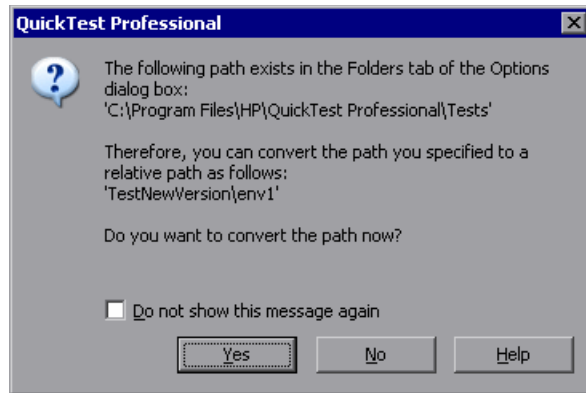 QuickTest Professional
The following path exists in the Folders tab of the Options
dialog box:
'C:\Program Files\HP\QuickTest Professional\Tests'
Therefore, you can convert the path you specified to a
relative path as follows:
'TestNewVersion\env1'
Do you want to convert the path now?
Do not show this message again
Yes No Help